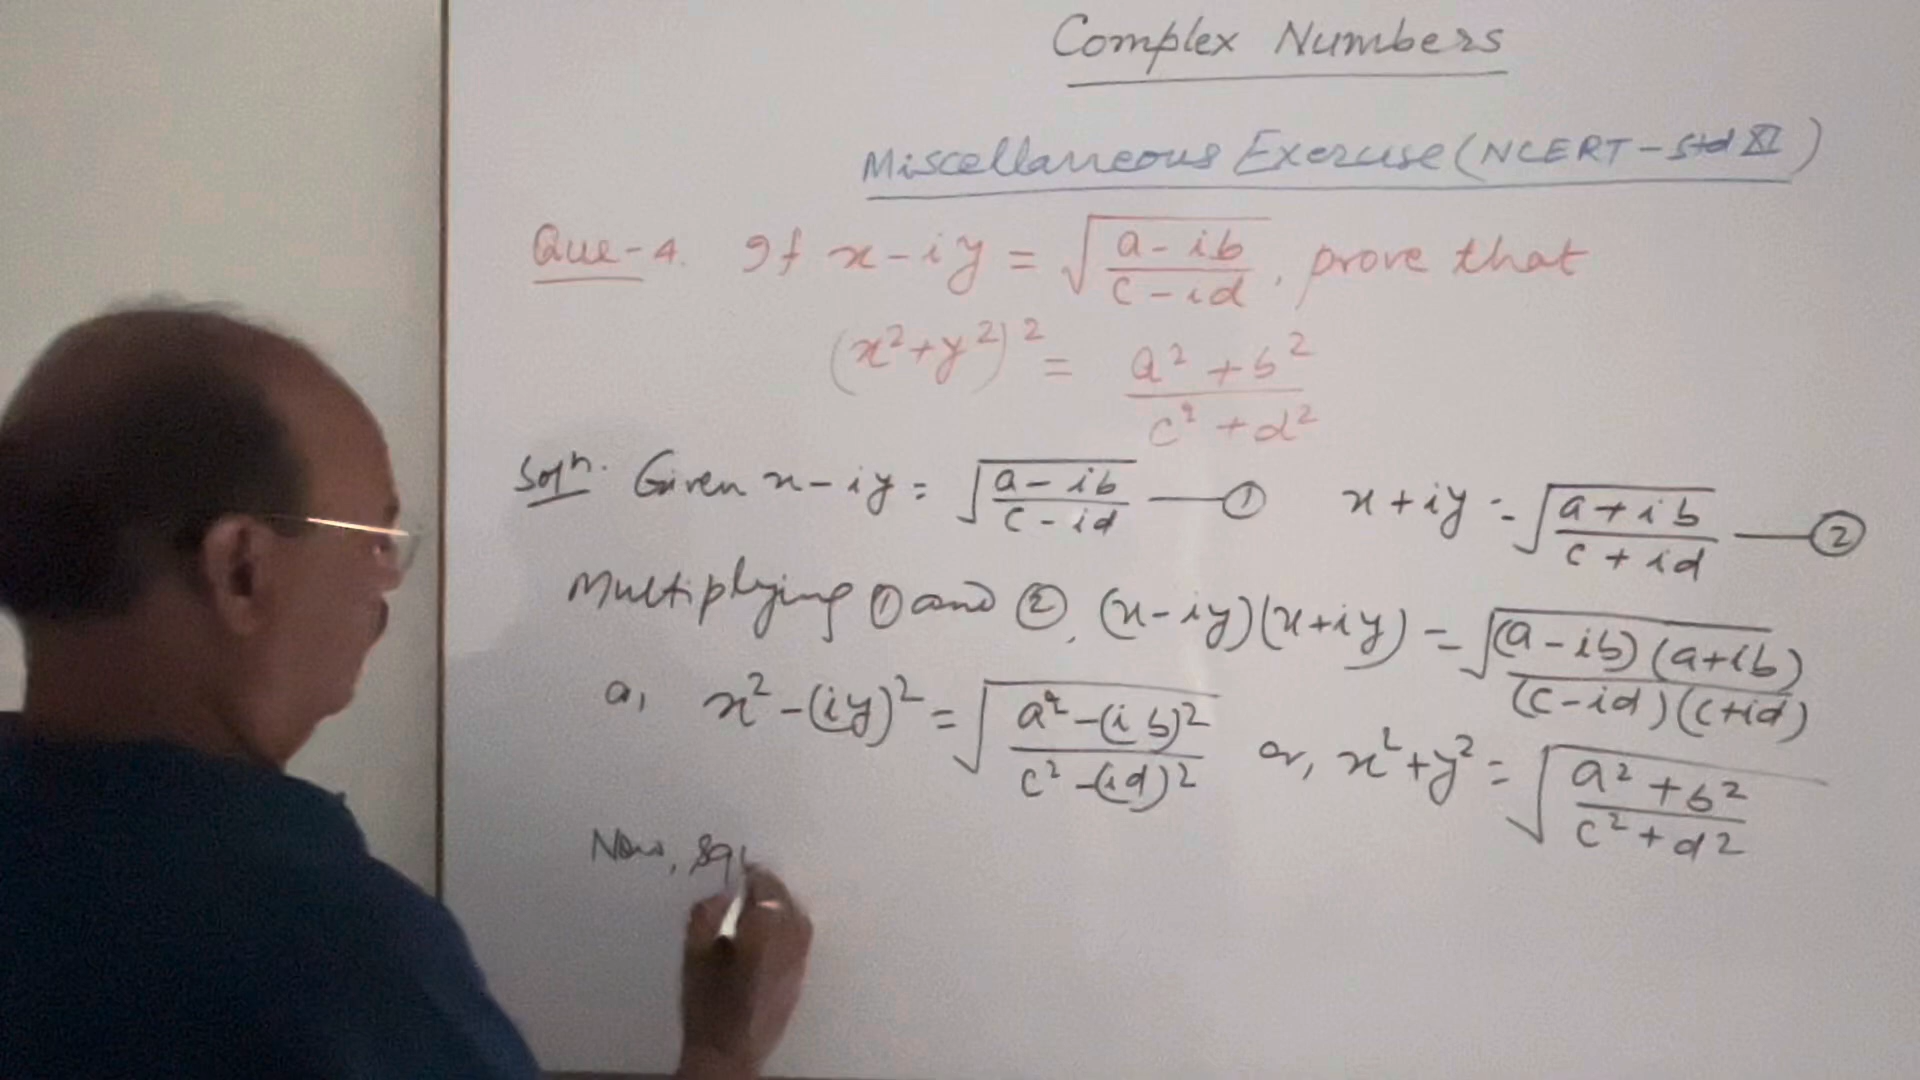 Complex Numbers
Miscellaneous Exercise (NCERT - Std XI)
Que-4. If x - iy = √((a - ib)/(c - id)), prove that
(x² + y²)² = (a² + b²)/(c² + d²)
Solⁿ. Given x - iy = √((a - ib)/(c - id)) — ① x + iy = √((a + ib)/(c + id)) — ②
Multiplying ① and ②, (x - iy)(x + iy) = √((a - ib)(a + ib)/(c - id)(c + id))
or, x² - (iy)² = √((a² - (ib)²)/(c² - (id)²)) or, x² + y² = √((a² + b²)/(c² + d²))
Now, squ